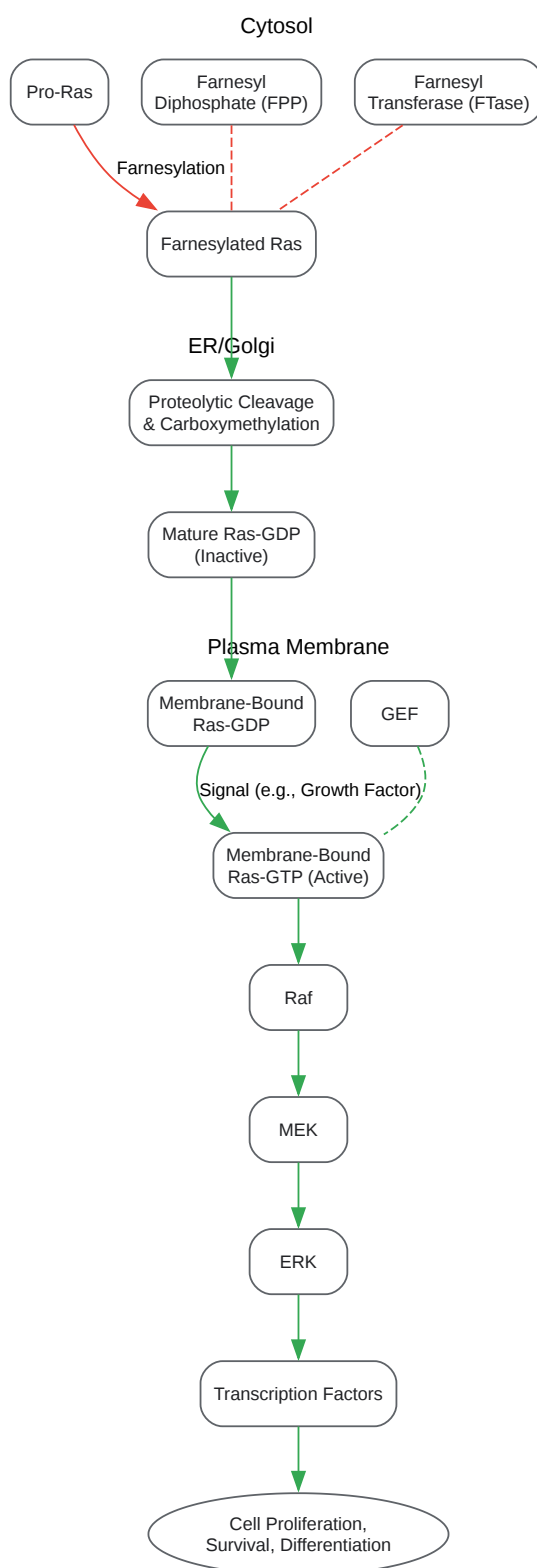 Cytosol
Pro-Ras
Farnesyl
Diphosphate (FPP)
Farnesyl
Transferase (FTase)
Farnesylation
Farnesylated Ras
ER/Golgi
Proteolytic Cleavage
& Carboxymethylation
Mature Ras-GDP
(Inactive)
Plasma Membrane
Membrane-Bound
Ras-GDP
GEF
Signal (e.g., Growth Factor)
Membrane-Bound
Ras-GTP (Active)
Raf
MEK
ERK
Transcription Factors
Cell Proliferation,
Survival, Differentiation